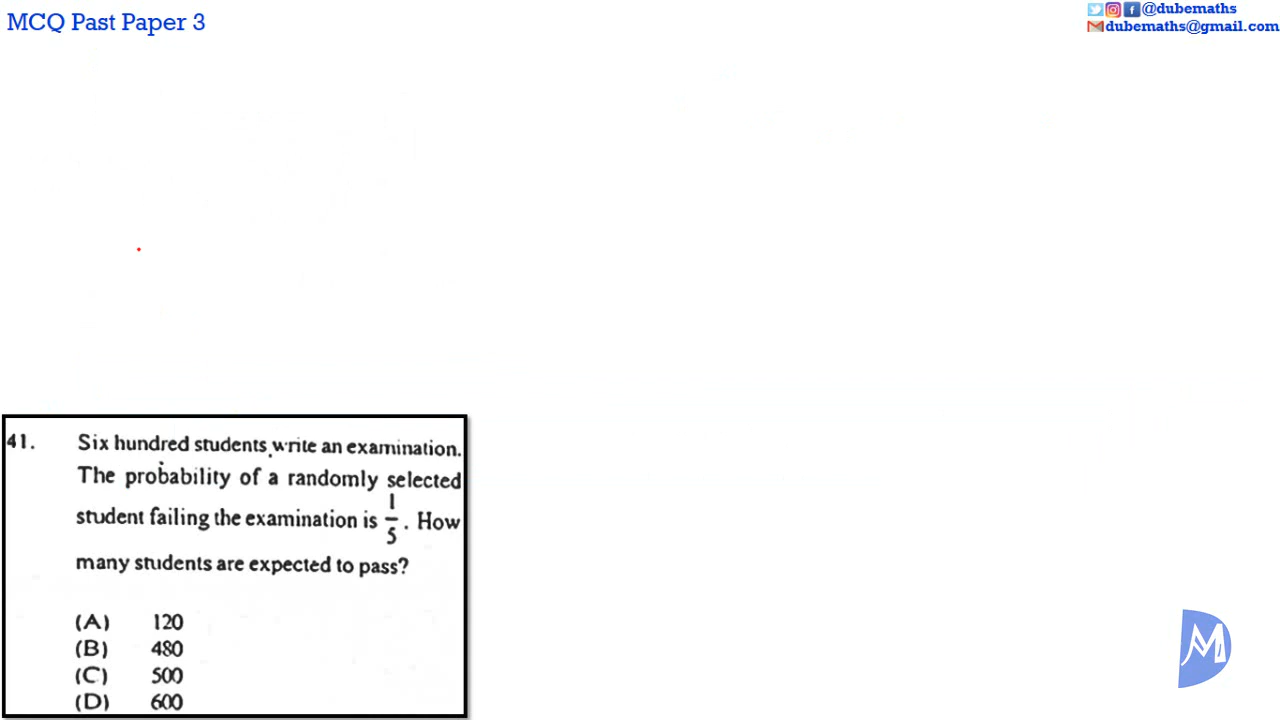 MCQ Past Paper 3
@dubemaths
dubemaths@gmail.com
41. Six hundred students write an examination.
The probability of a randomly selected
student failing the examination is 1/5. How
many students are expected to pass?
(A) 120
(B) 480
(C) 500
(D) 600
M